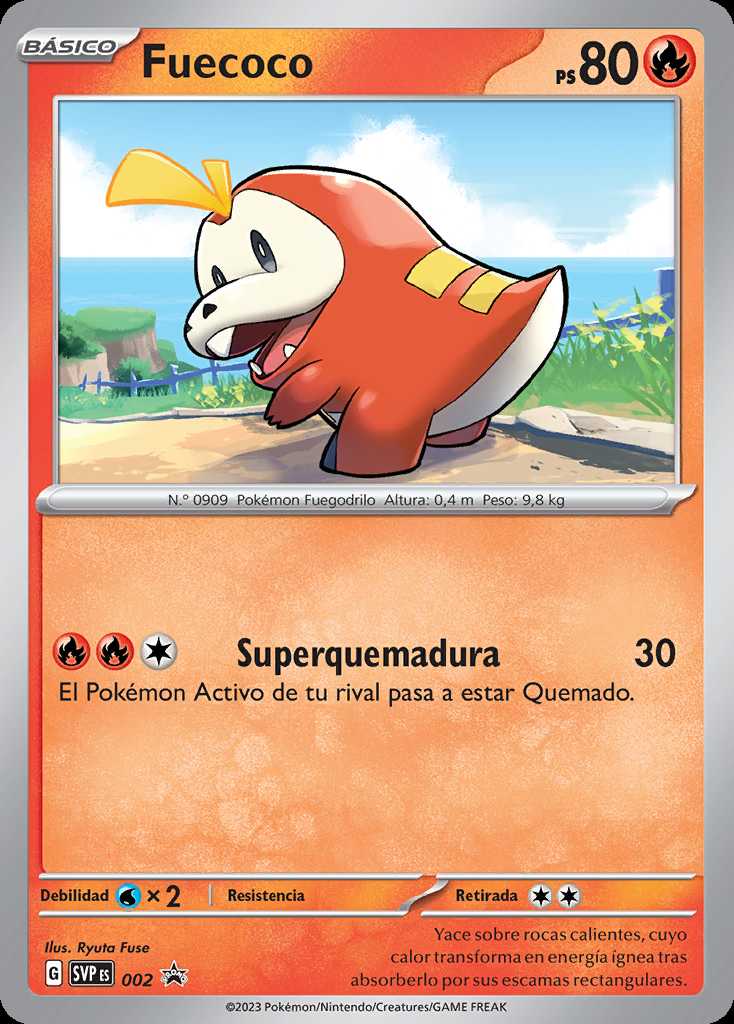 BÁSICO
Fuecoco
PS 80
N.º 0909 Pokémon Fuegodrilo Altura: 0,4 m Peso: 9,8 kg
Superquemadura 30
El Pokémon Activo de tu rival pasa a estar Quemado.
Debilidad × 2 Resistencia Retirada
Ilus. Ryuta Fuse
Yace sobre rocas calientes, cuyo
calor transforma en energía ígnea tras
absorberlo por sus escamas rectangulares.
G SVP ES 002 PROMO
©2023 Pokémon/Nintendo/Creatures/GAME FREAK